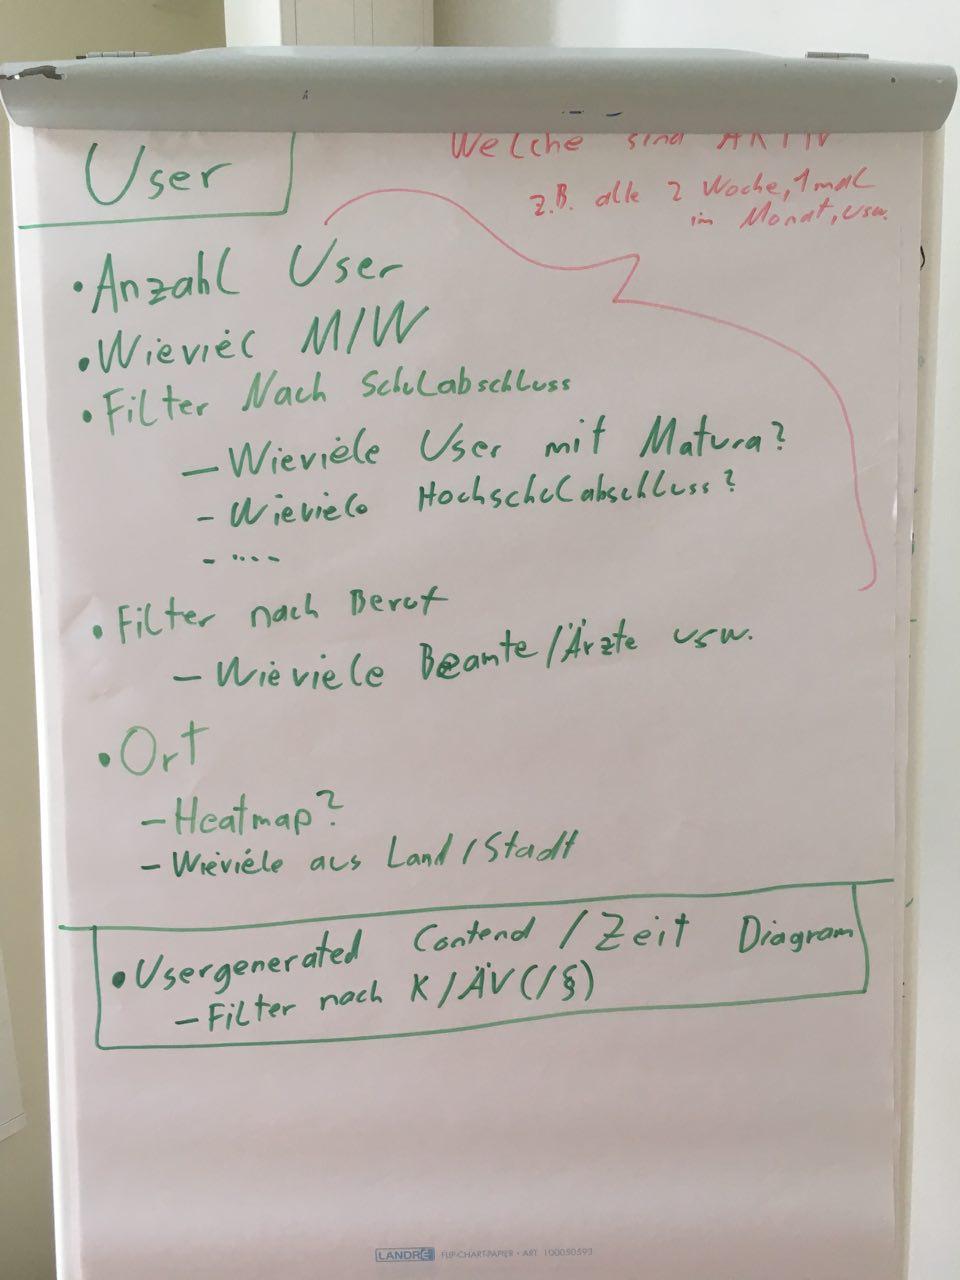 User
Welche sind AKTIV
z.B. alle 2 Woche, 1 mal
im Monat, usw.
• Anzahl User
• Wieviel M/W
• Filter Nach Schulabschluss
– Wieviele User mit Matura?
– Wieviele Hochschulabschluss?
– ....
• Filter nach Beruf
– Wieviele Beamte/Ärzte usw.
• Ort
– Heatmap?
– Wieviele aus Land/Stadt
• Usergenerated Contend / Zeit Diagram
– Filter nach K/ÄV(/§)
LANDRÉ FLIP-CHART-PAPIER • ART. 100050593